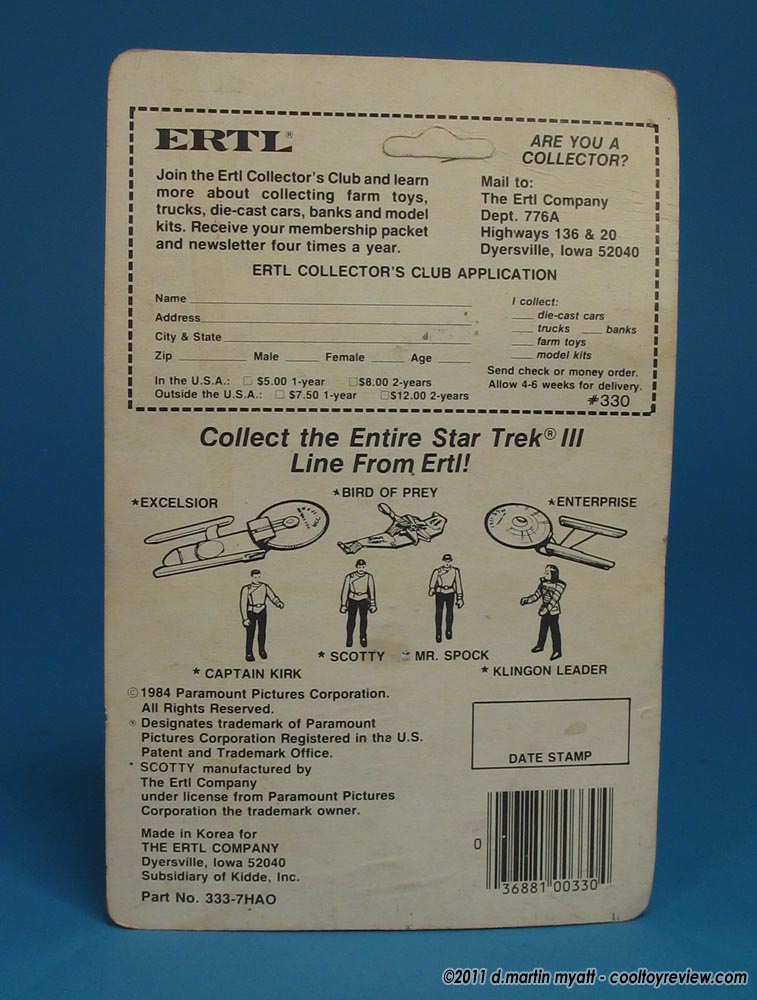 ERTL®
Join the Ertl Collector's Club and learn
more about collecting farm toys,
trucks, die-cast cars, banks and model
kits. Receive your membership packet
and newsletter four times a year.
ARE YOU A
COLLECTOR?
Mail to:
The Ertl Company
Dept. 776A
Highways 136 & 20
Dyersville, Iowa 52040
ERTL COLLECTOR'S CLUB APPLICATION
Name
Address
City & State
Zip Male Female Age
In the U.S.A.: $5.00 1-year $8.00 2-years
Outside the U.S.A.: $7.50 1-year $12.00 2-years
I collect:
die-cast cars
trucks banks
farm toys
model kits
Send check or money order.
Allow 4-6 weeks for delivery.
#330
Collect the Entire Star Trek® III
Line From Ertl!
*EXCELSIOR
*BIRD OF PREY
*ENTERPRISE
* CAPTAIN KIRK
* SCOTTY
MR. SPOCK
* KLINGON LEADER
©1984 Paramount Pictures Corporation.
All Rights Reserved.
® Designates trademark of Paramount
Pictures Corporation Registered in the U.S.
Patent and Trademark Office.
* SCOTTY manufactured by
The Ertl Company
under license from Paramount Pictures
Corporation the trademark owner.
Made in Korea for
THE ERTL COMPANY
Dyersville, Iowa 52040
Subsidiary of Kidde, Inc.
Part No. 333-7HAO
DATE STAMP
0 36881 00330
©2011 d.martin myatt - cooltoyreview.com